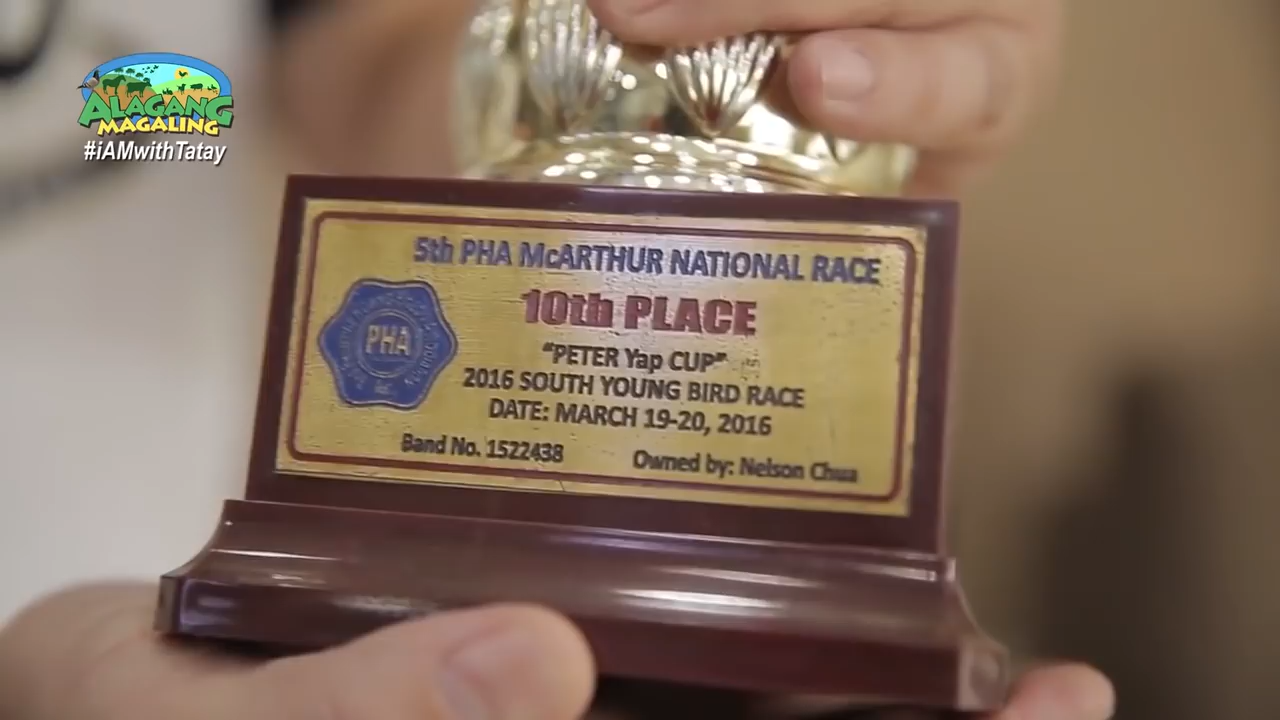 ALAGANG
MAGALING
#iAMwithTatay
5th PHA McARTHUR NATIONAL RACE
10th PLACE
"PETER Yap CUP"
2016 SOUTH YOUNG BIRD RACE
DATE: MARCH 19-20, 2016
Band No. 1522438
Owned by: Nelson Chua
PHA